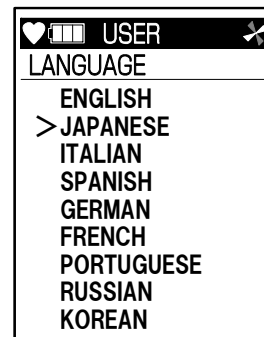 USER
LANGUAGE
ENGLISH
>JAPANESE
ITALIAN
SPANISH
GERMAN
FRENCH
PORTUGUESE
RUSSIAN
KOREAN